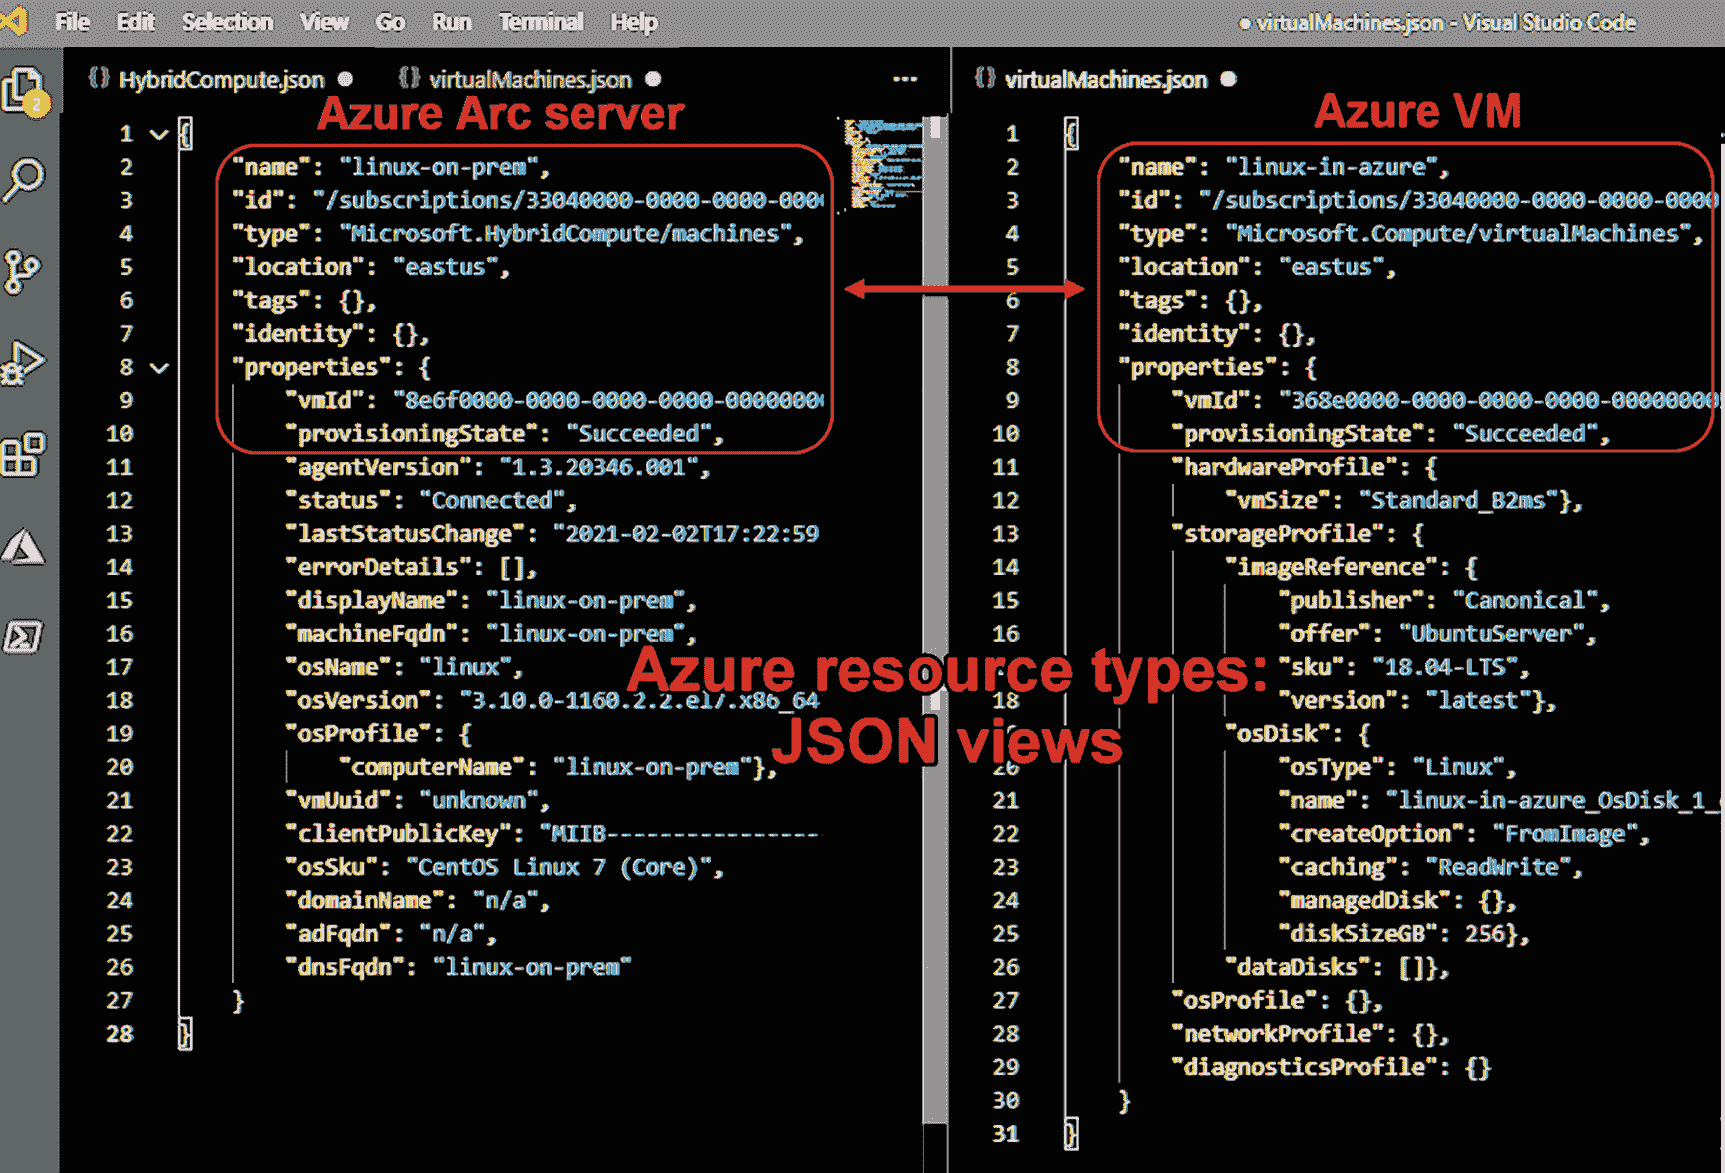 File Edit Selection View Go Run Terminal Help
● virtualMachines.json - Visual Studio Code
2
{} HybridCompute.json ●
{} virtualMachines.json ●
...
Azure Arc server
1 {
2 "name": "linux-on-prem",
3 "id": "/subscriptions/33040000-0000-0000-000
4 "type": "Microsoft.HybridCompute/machines",
5 "location": "eastus",
6 "tags": {},
7 "identity": {},
8 "properties": {
9 "vmId": "8e6f0000-0000-0000-0000-0000000
10 "provisioningState": "Succeeded",
11 "agentVersion": "1.3.20346.001",
12 "status": "Connected",
13 "lastStatusChange": "2021-02-02T17:22:59
14 "errorDetails": [],
15 "displayName": "linux-on-prem",
16 "machineFqdn": "linux-on-prem",
17 "osName": "linux",
18 "osVersion": "3.10.0-1160.2.2.el7.x86_64
19 "osProfile": {
20 "computerName": "linux-on-prem"},
21 "vmUuid": "unknown",
22 "clientPublicKey": "MIIB----------------
23 "osSku": "CentOS Linux 7 (Core)",
24 "domainName": "n/a",
25 "adFqdn": "n/a",
26 "dnsFqdn": "linux-on-prem"
27 }
28 }
Azure resource types:
JSON views
{} virtualMachines.json ●
Azure VM
1 {
2 "name": "linux-in-azure",
3 "id": "/subscriptions/33040000-0000-0000-0000
4 "type": "Microsoft.Compute/virtualMachines",
5 "location": "eastus",
6 "tags": {},
7 "identity": {},
8 "properties": {
9 "vmId": "368e0000-0000-0000-0000-00000000
10 "provisioningState": "Succeeded",
11 "hardwareProfile": {
12 "vmSize": "Standard_B2ms"},
13 "storageProfile": {
14 "imageReference": {
15 "publisher": "Canonical",
16 "offer": "UbuntuServer",
"sku": "18.04-LTS",
18 "version": "latest"},
"osDisk": {
20 "osType": "Linux",
21 "name": "linux-in-azure_OsDisk_1_
22 "createOption": "FromImage",
23 "caching": "ReadWrite",
24 "managedDisk": {},
25 "diskSizeGB": 256},
26 "dataDisks": []},
27 "osProfile": {},
28 "networkProfile": {},
29 "diagnosticsProfile": {}
30 }
31 }